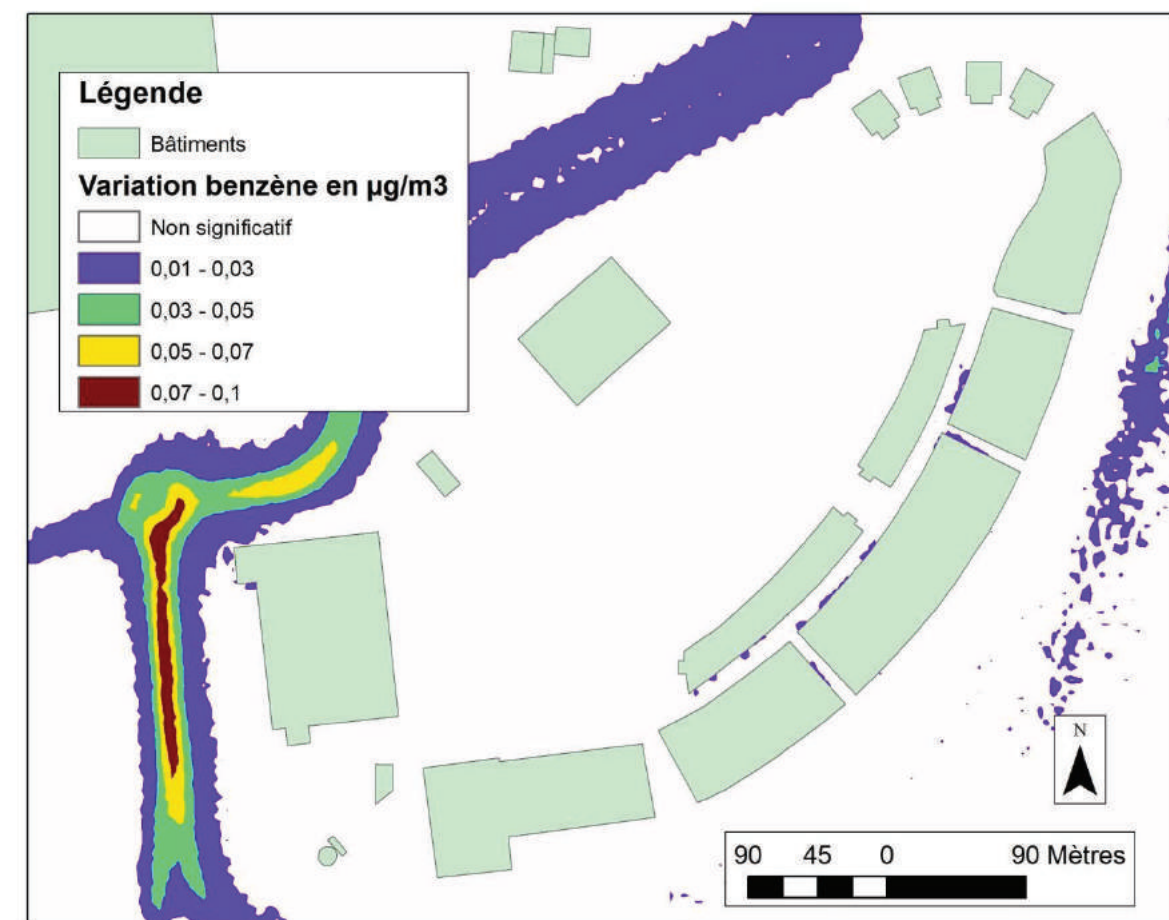 Légende
Bâtiments
Variation benzène en µg/m3
Non significatif
0,01 - 0,03
0,03 - 0,05
0,05 - 0,07
0,07 - 0,1
N
90 45 0 90 Mètres